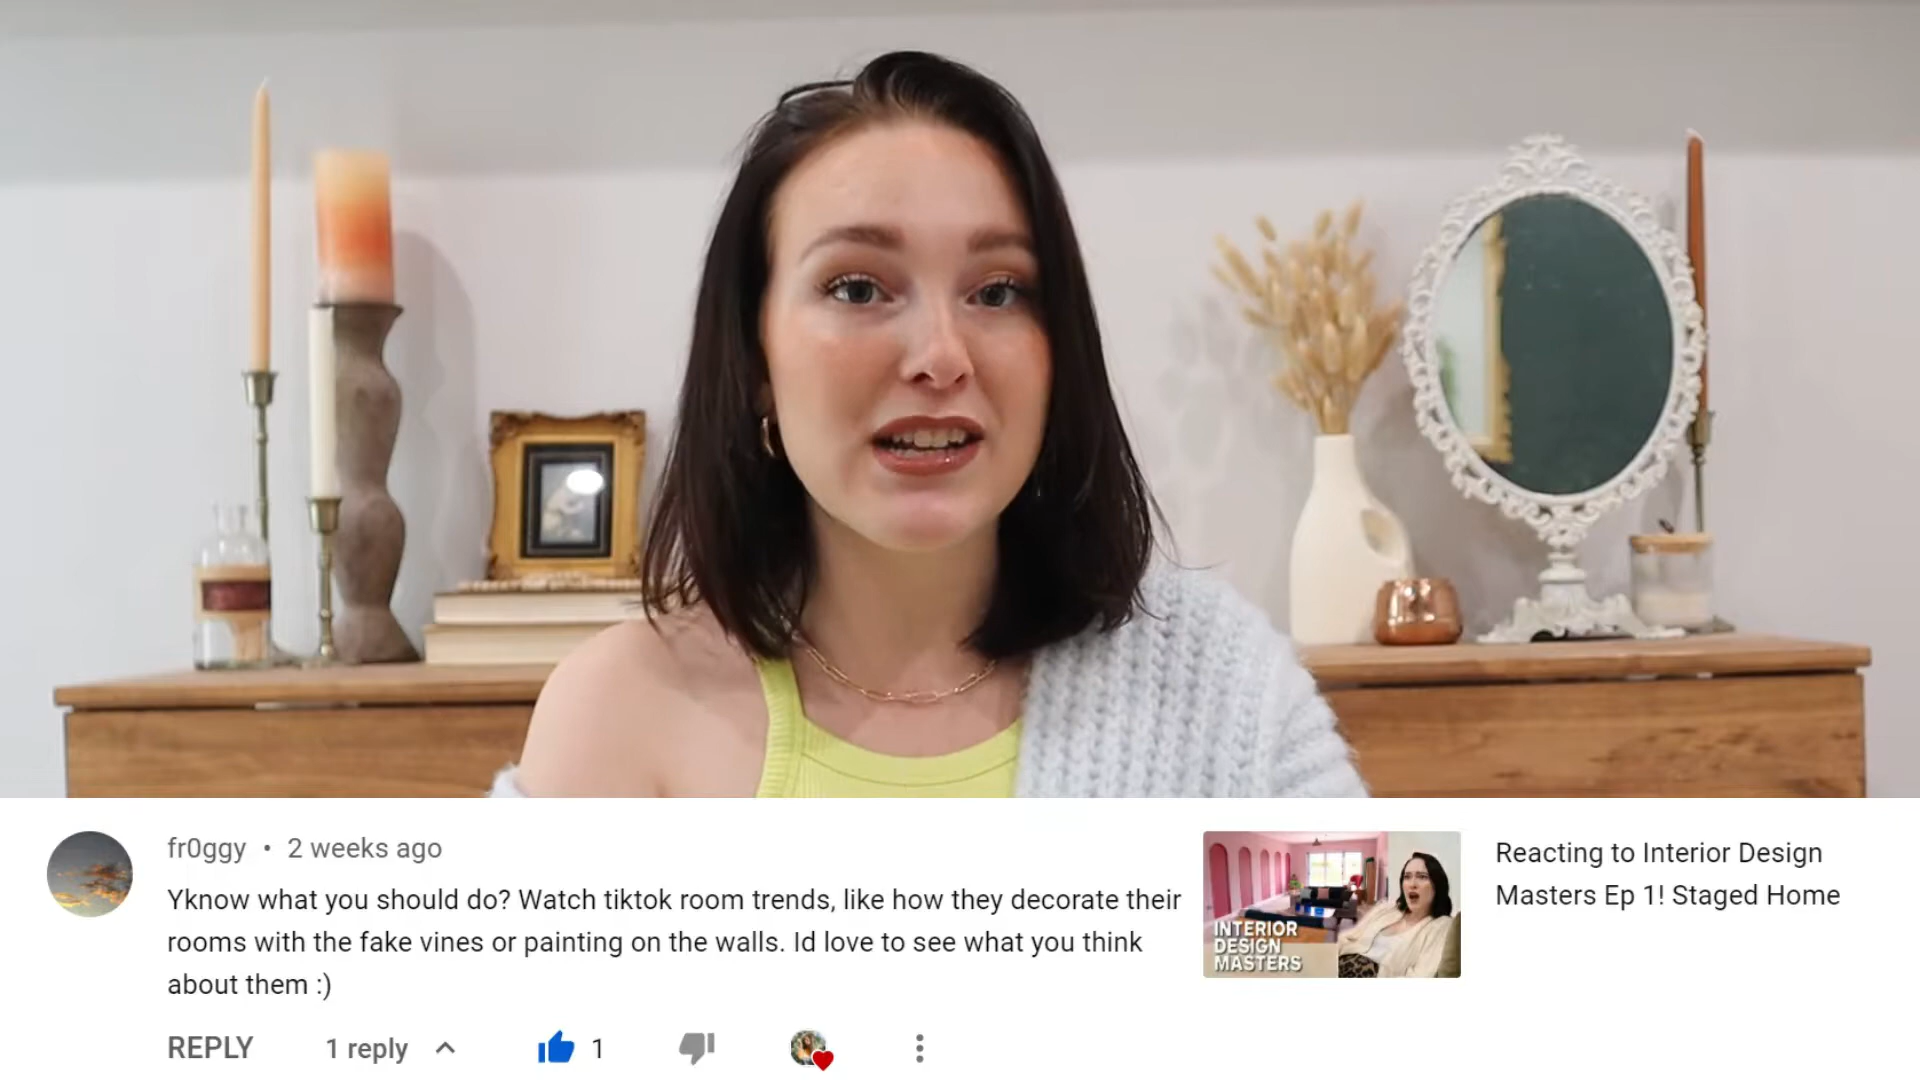 fr0ggy • 2 weeks ago
Yknow what you should do? Watch tiktok room trends, like how they decorate their
rooms with the fake vines or painting on the walls. Id love to see what you think
about them :)
REPLY 1 reply 1
INTERIOR
DESIGN
MASTERS
Reacting to Interior Design
Masters Ep 1! Staged Home